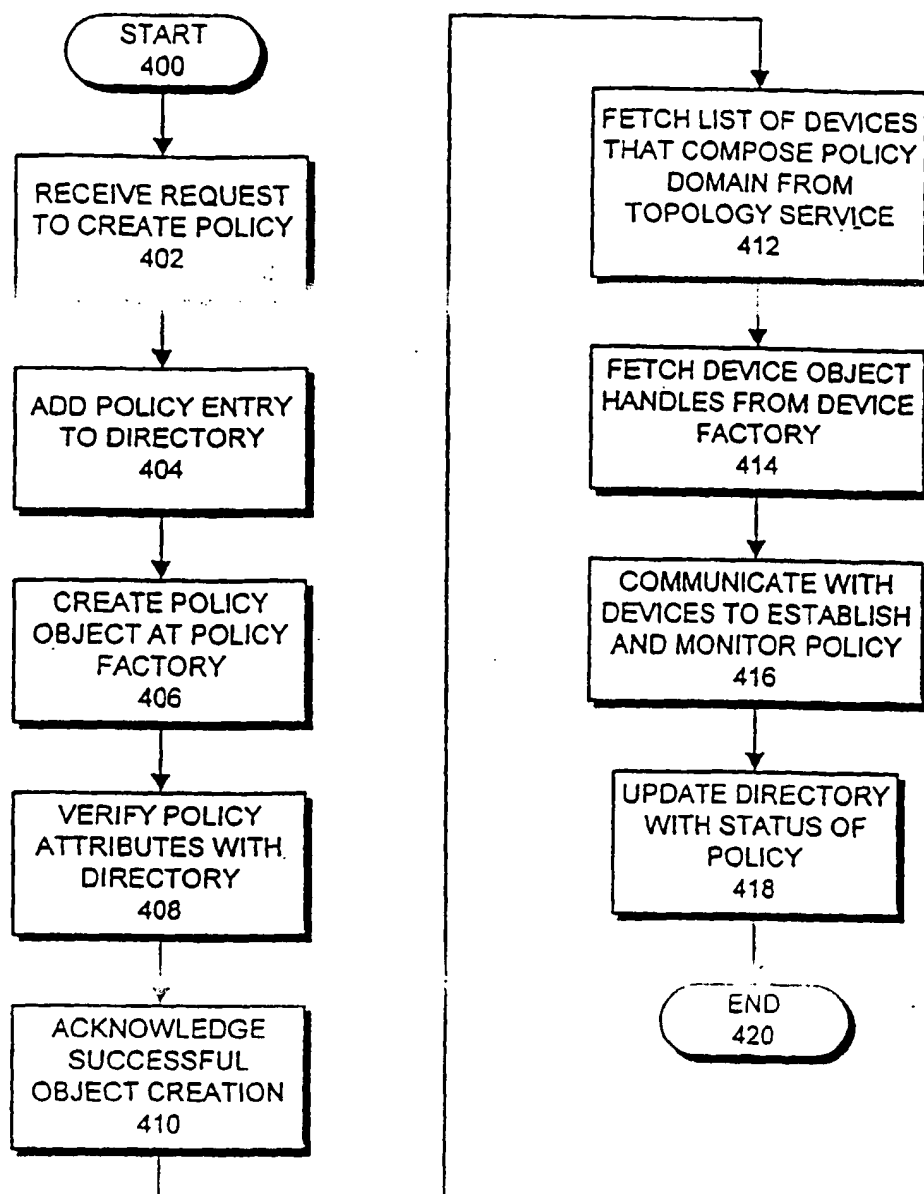 START
400
RECEIVE REQUEST
TO CREATE POLICY
402
ADD POLICY ENTRY
TO DIRECTORY
404
CREATE POLICY
OBJECT AT POLICY
FACTORY
406
VERIFY POLICY
ATTRIBUTES WITH
DIRECTORY
408
ACKNOWLEDGE
SUCCESSFUL
OBJECT CREATION
410
FETCH LIST OF DEVICES
THAT COMPOSE POLICY
DOMAIN FROM
TOPOLOGY SERVICE
412
FETCH DEVICE OBJECT
HANDLES FROM DEVICE
FACTORY
414
COMMUNICATE WITH
DEVICES TO ESTABLISH
AND MONITOR POLICY
416
UPDATE DIRECTORY
WITH STATUS OF
POLICY
418
END
420